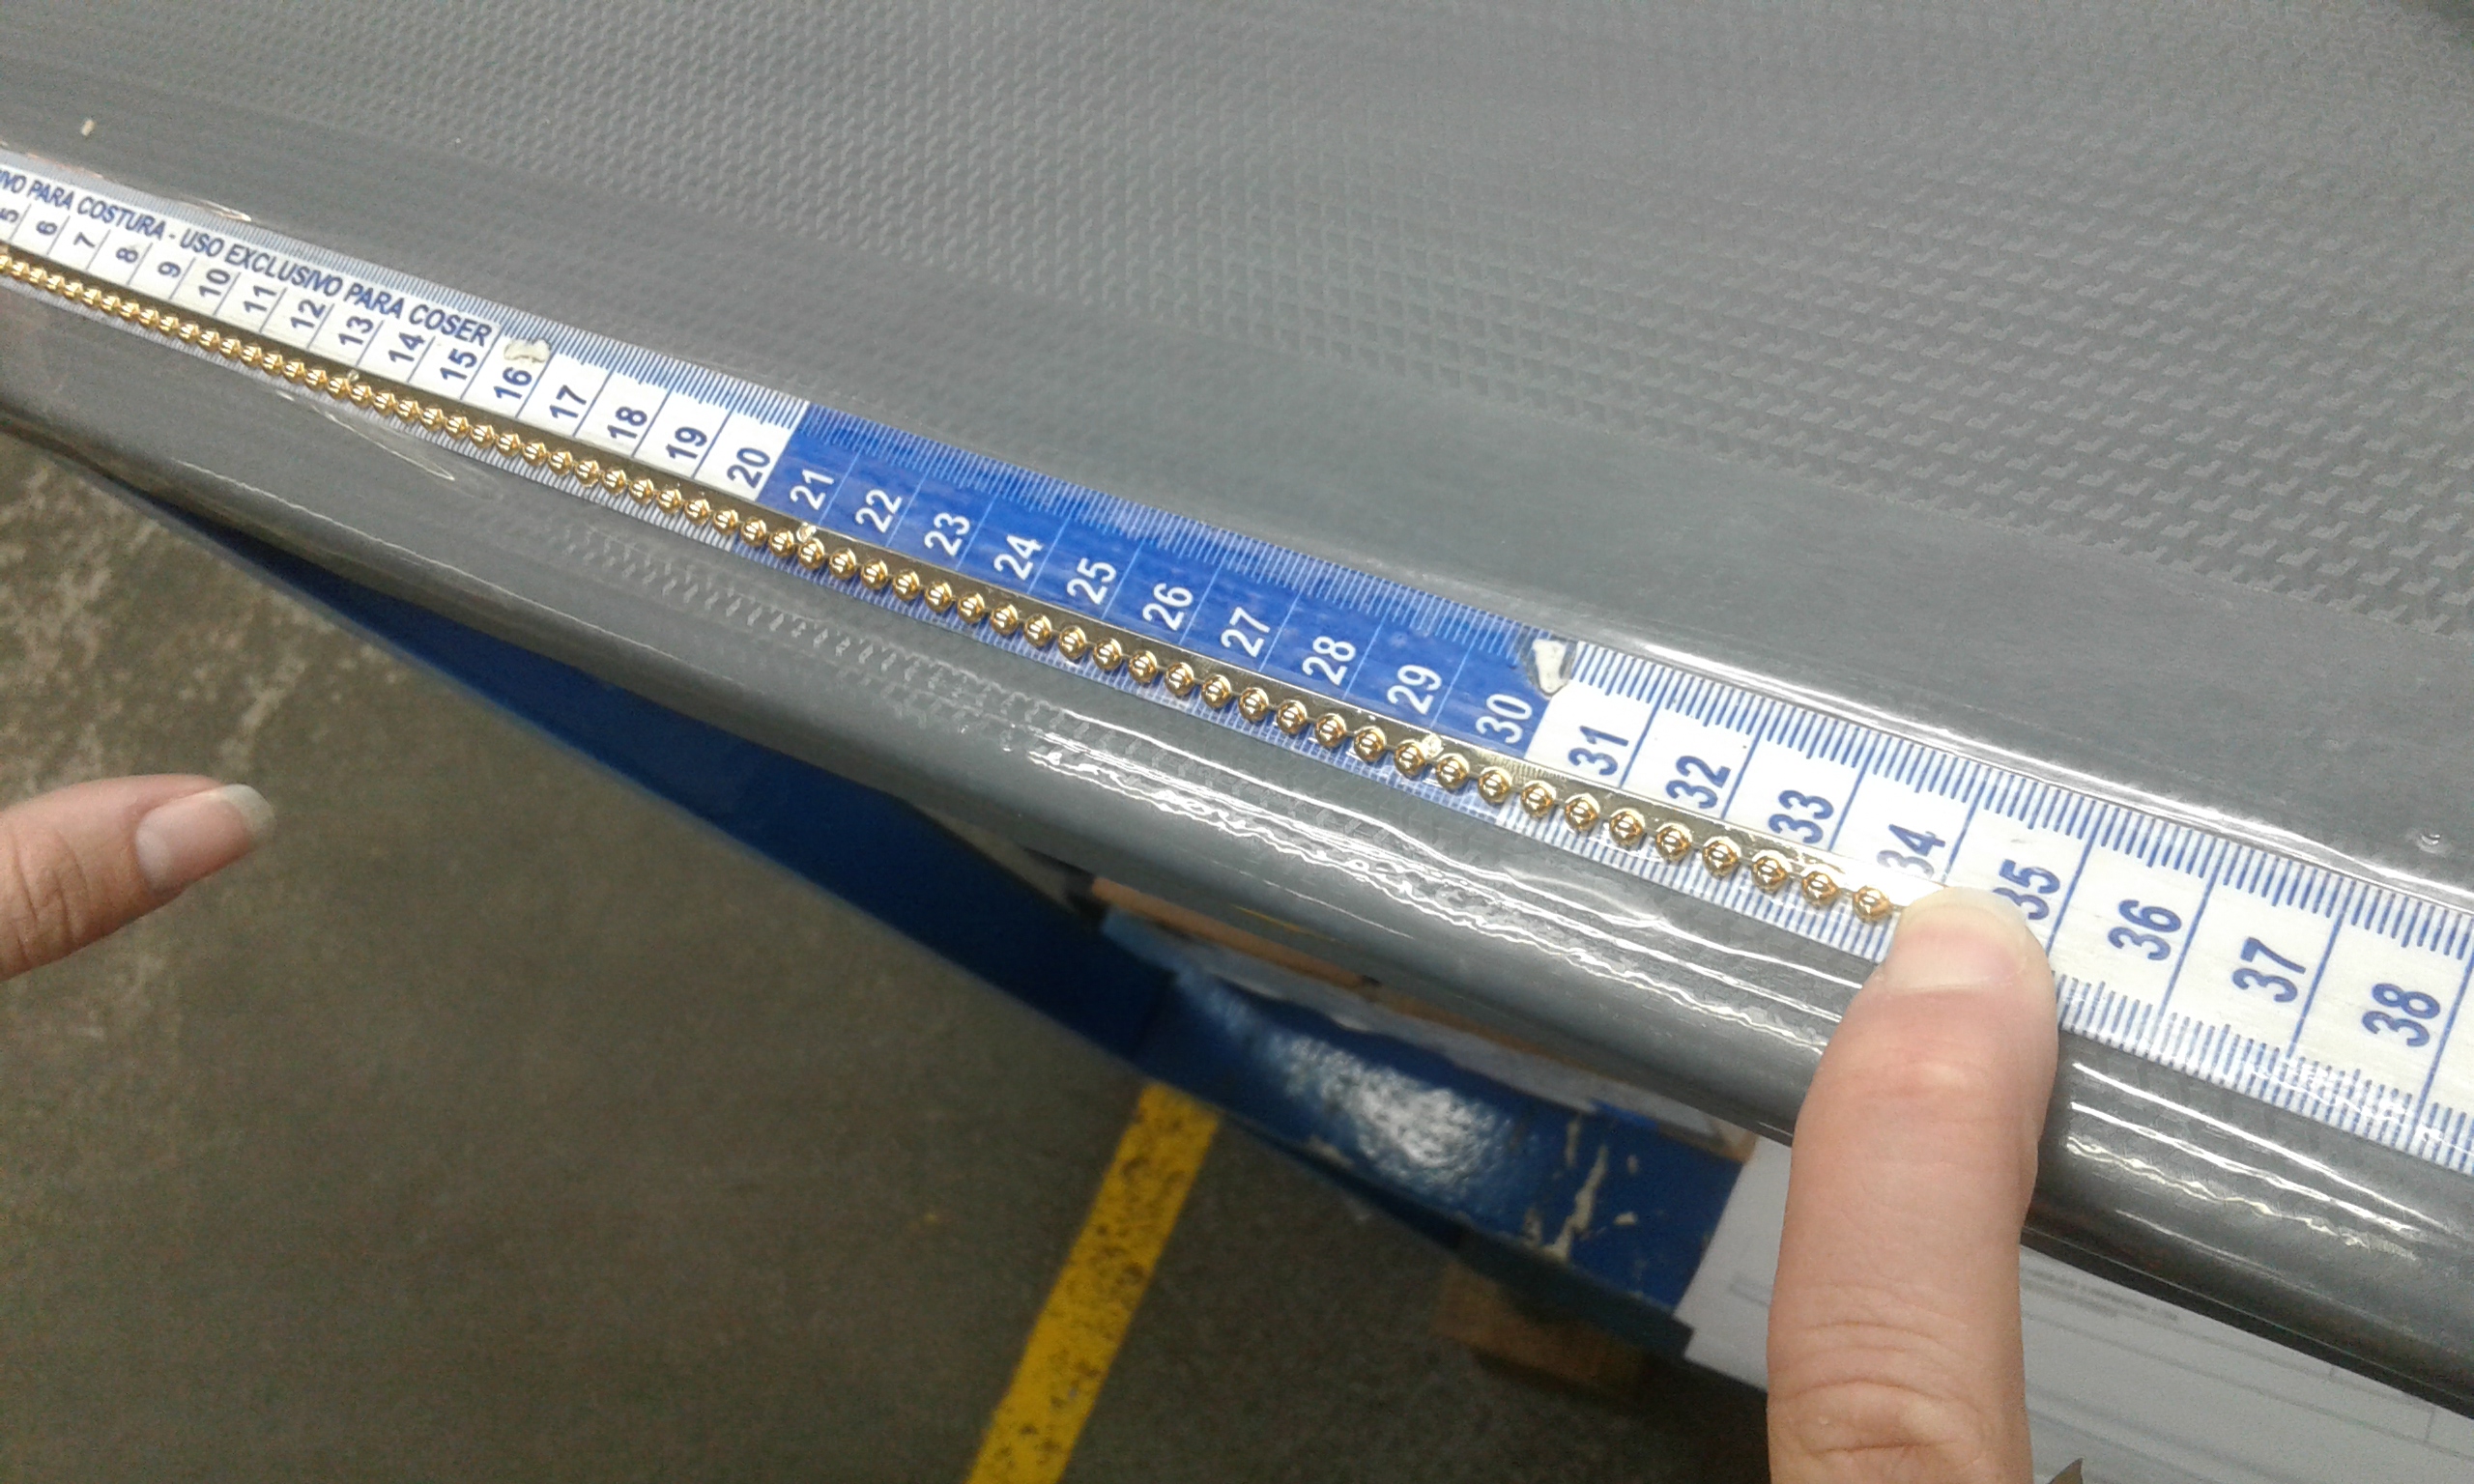 PARA COSTURA - USO EXCLUSIVO PARA COSER
5 6 7 8 9 10 11 12 13 14 15 16 17 18 19 20 21 22 23 24 25 26 27 28 29 30 31 32 33 34 35 36 37 38